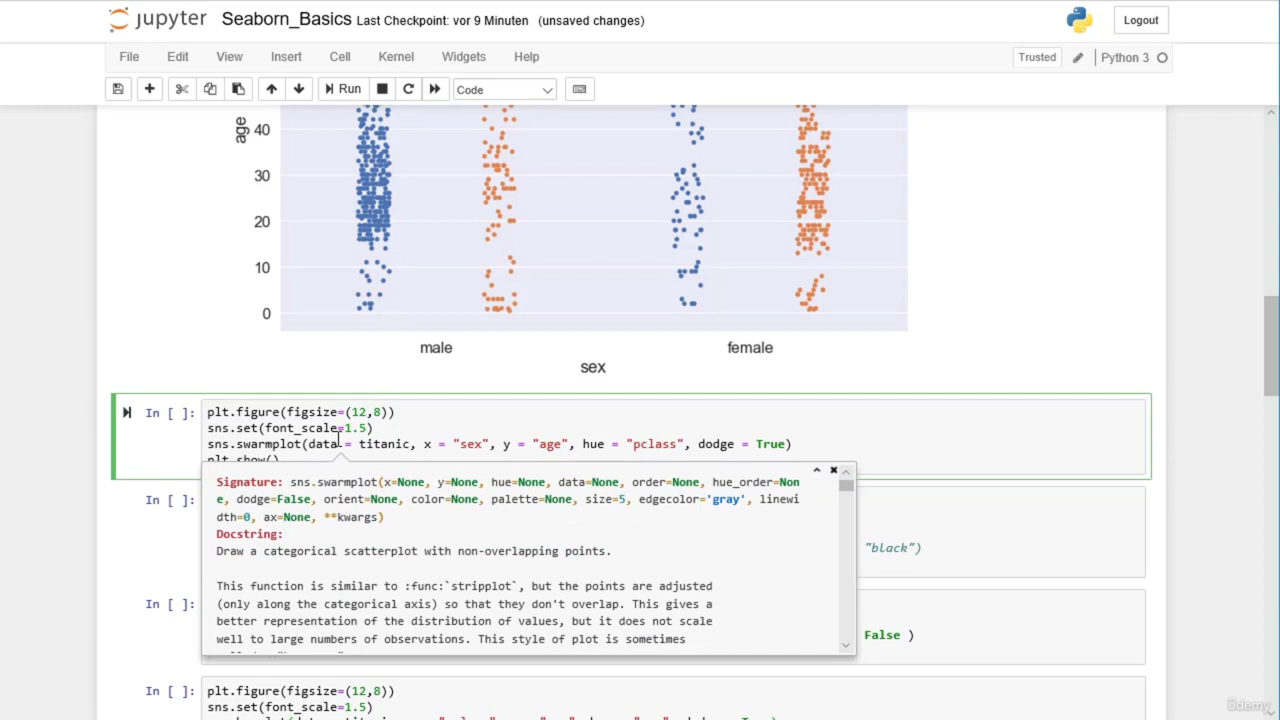 jupyter Seaborn_Basics Last Checkpoint: vor 9 Minuten (unsaved changes)
Logout
File Edit View Insert Cell Kernel Widgets Help
Trusted Python 3
Run Code
age
40
30
20
10
0
male female
sex
In [ ]: plt.figure(figsize=(12,8))
sns.set(font_scale=1.5)
sns.swarmplot(data = titanic, x = "sex", y = "age", hue = "pclass", dodge = True)
plt.show()
Signature: sns.swarmplot(x=None, y=None, hue=None, data=None, order=None, hue_order=Non
e, dodge=False, orient=None, color=None, palette=None, size=5, edgecolor='gray', linewi
dth=0, ax=None, **kwargs)
Docstring:
Draw a categorical scatterplot with non-overlapping points.
This function is similar to :func:`stripplot`, but the points are adjusted
(only along the categorical axis) so that they don't overlap. This gives a
better representation of the distribution of values, but it does not scale
well to large numbers of observations. This style of plot is sometimes
In [ ]:
"black")
In [ ]:
False )
In [ ]: plt.figure(figsize=(12,8))
sns.set(font_scale=1.5)
ûdemy